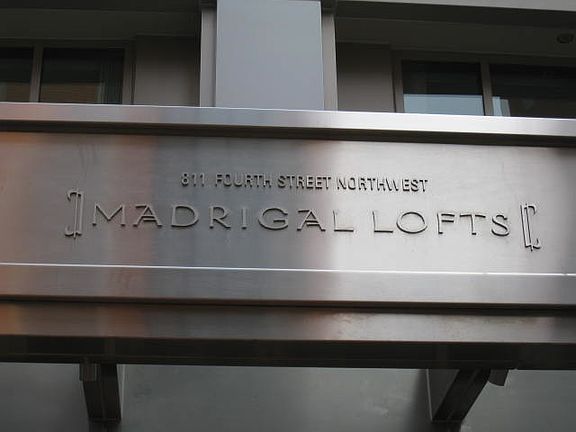 811 FOURTH STREET NORTHWEST
MADRIGAL LOFTS